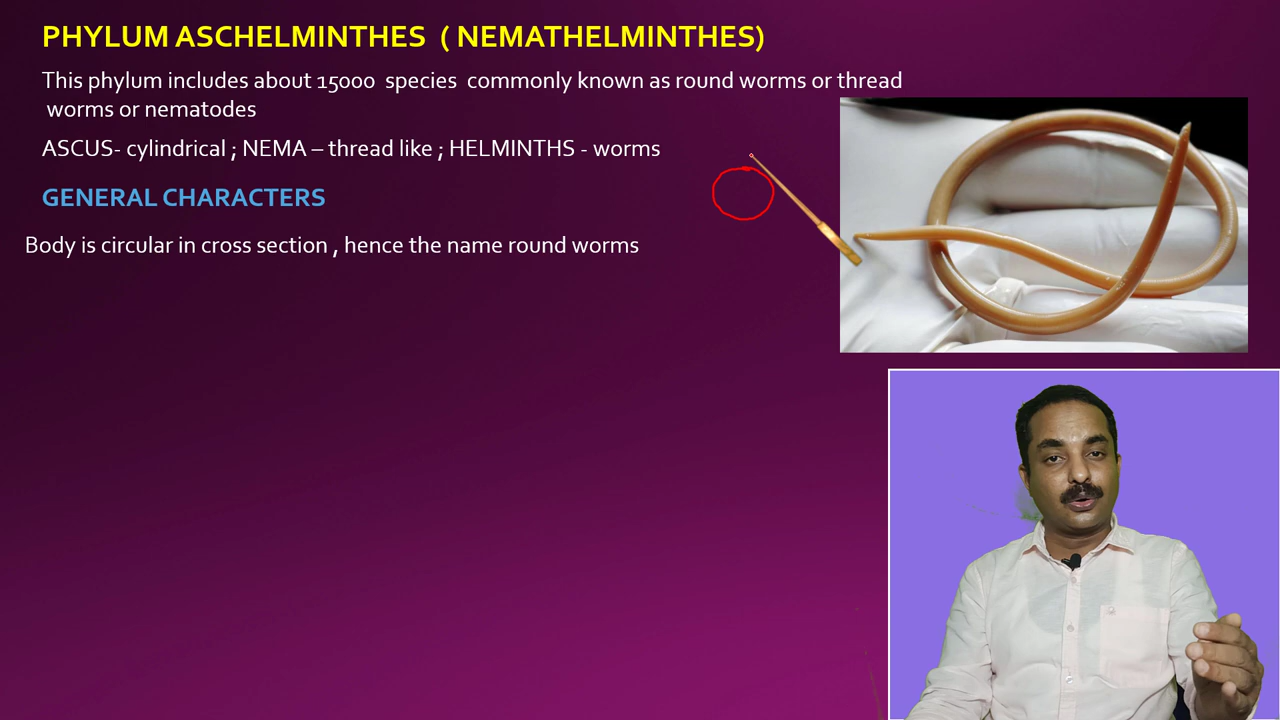 PHYLUM ASCHELMINTHES ( NEMATHELMINTHES)
This phylum includes about 15000 species commonly known as round worms or thread
worms or nematodes
ASCUS- cylindrical ; NEMA – thread like ; HELMINTHS - worms
GENERAL CHARACTERS
Body is circular in cross section , hence the name round worms